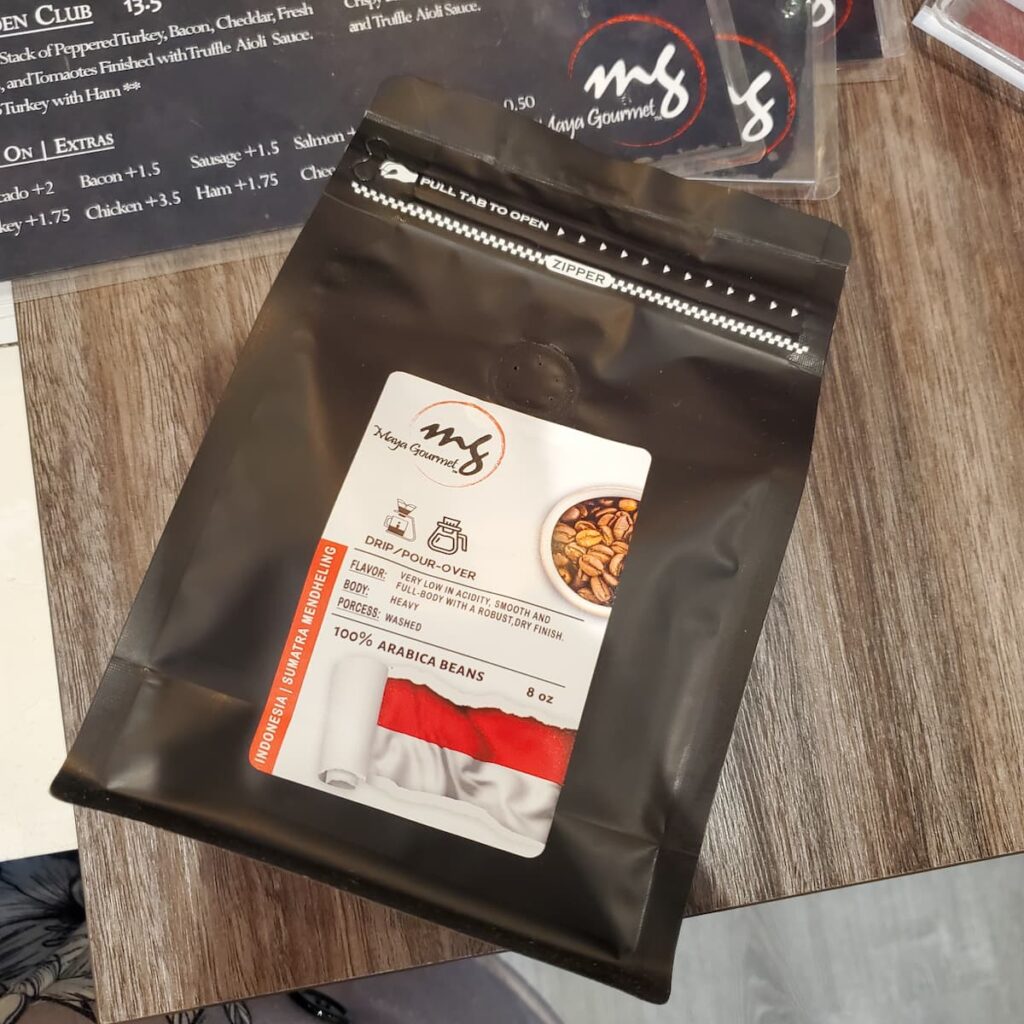 en Club 13.5
Stack of Peppered Turkey, Bacon, Cheddar, Fresh
, and Tomaotes Finished with Truffle Aioli Sauce.
Turkey with Ham **
and Truffle Aioli Sauce.
On | Extras
Bacon +1.5 Sausage +1.5 Salmon +
cado +2
key +1.75 Chicken +3.5 Ham +1.75
0.50
mg
Maya Gourmet
PULL TAB TO OPEN
ZIPPER
mg
Maya Gourmet
DRIP/POUR-OVER
FLAVOR: VERY LOW IN ACIDITY, SMOOTH AND
FULL-BODY WITH A ROBUST,DRY FINISH.
BODY: HEAVY
PORCESS: WASHED
100% ARABICA BEANS
8 oz
INDONESIA | SUMATRA MENDHELING